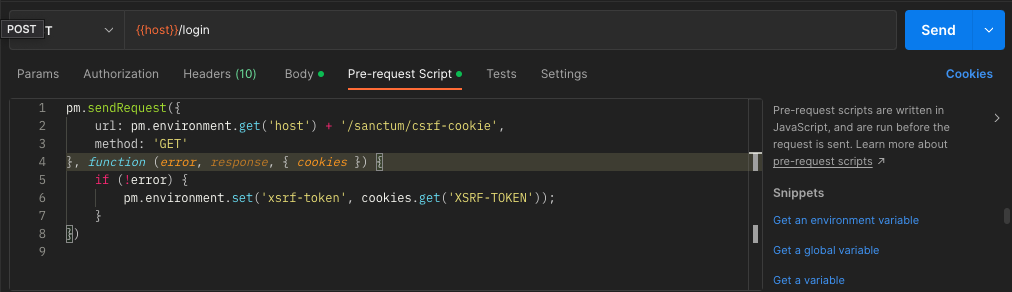 POST
T
{{host}}/login
Send
Params Authorization Headers (10) Body Pre-request Script Tests Settings Cookies
1 pm.sendRequest({
2 url: pm.environment.get('host') + '/sanctum/csrf-cookie',
3 method: 'GET'
4 }, function (error, response, { cookies }) {
5 if (!error) {
6 pm.environment.set('xsrf-token', cookies.get('XSRF-TOKEN'));
7 }
8 })
9
Pre-request scripts are written in
JavaScript, and are run before the
request is sent. Learn more about
pre-request scripts ↗
Snippets
Get an environment variable
Get a global variable
Get a variable